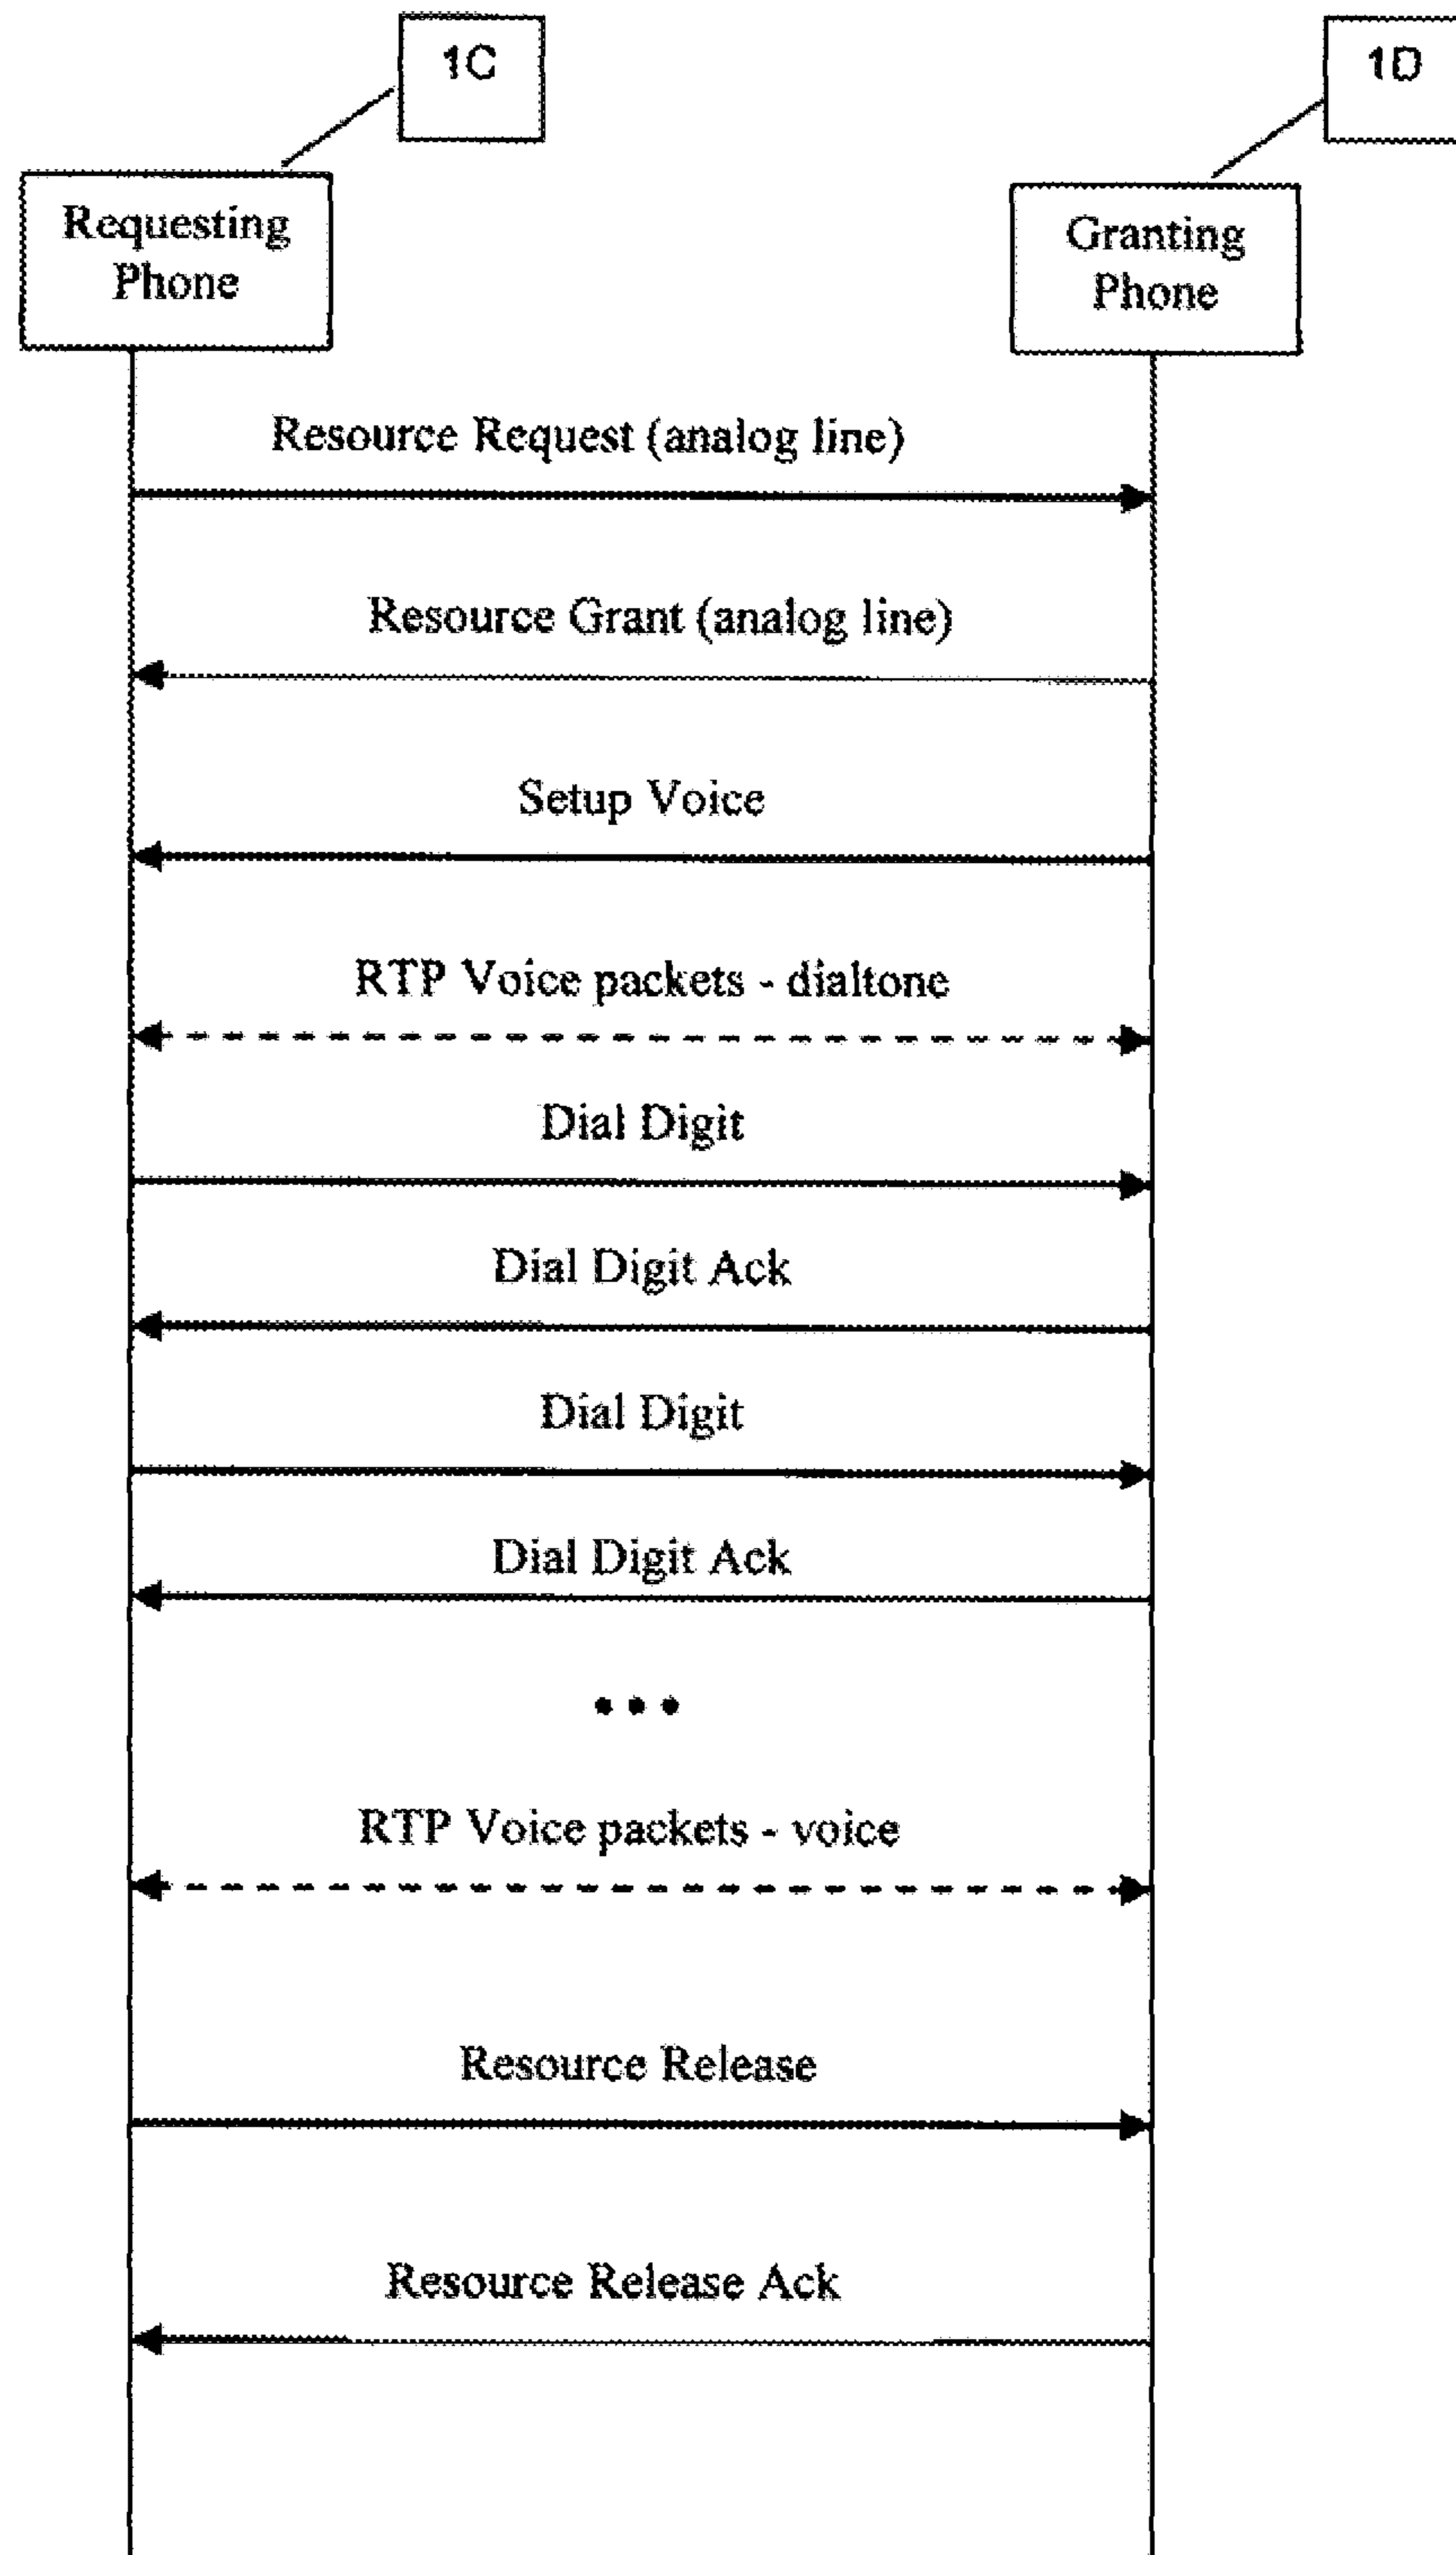 1C
1D
Requesting
Phone
Granting
Phone
Resource Request (analog line)
Resource Grant (analog line)
Setup Voice
RTP Voice packets - dialtone
Dial Digit
Dial Digit Ack
Dial Digit
Dial Digit Ack
...
RTP Voice packets - voice
Resource Release
Resource Release Ack